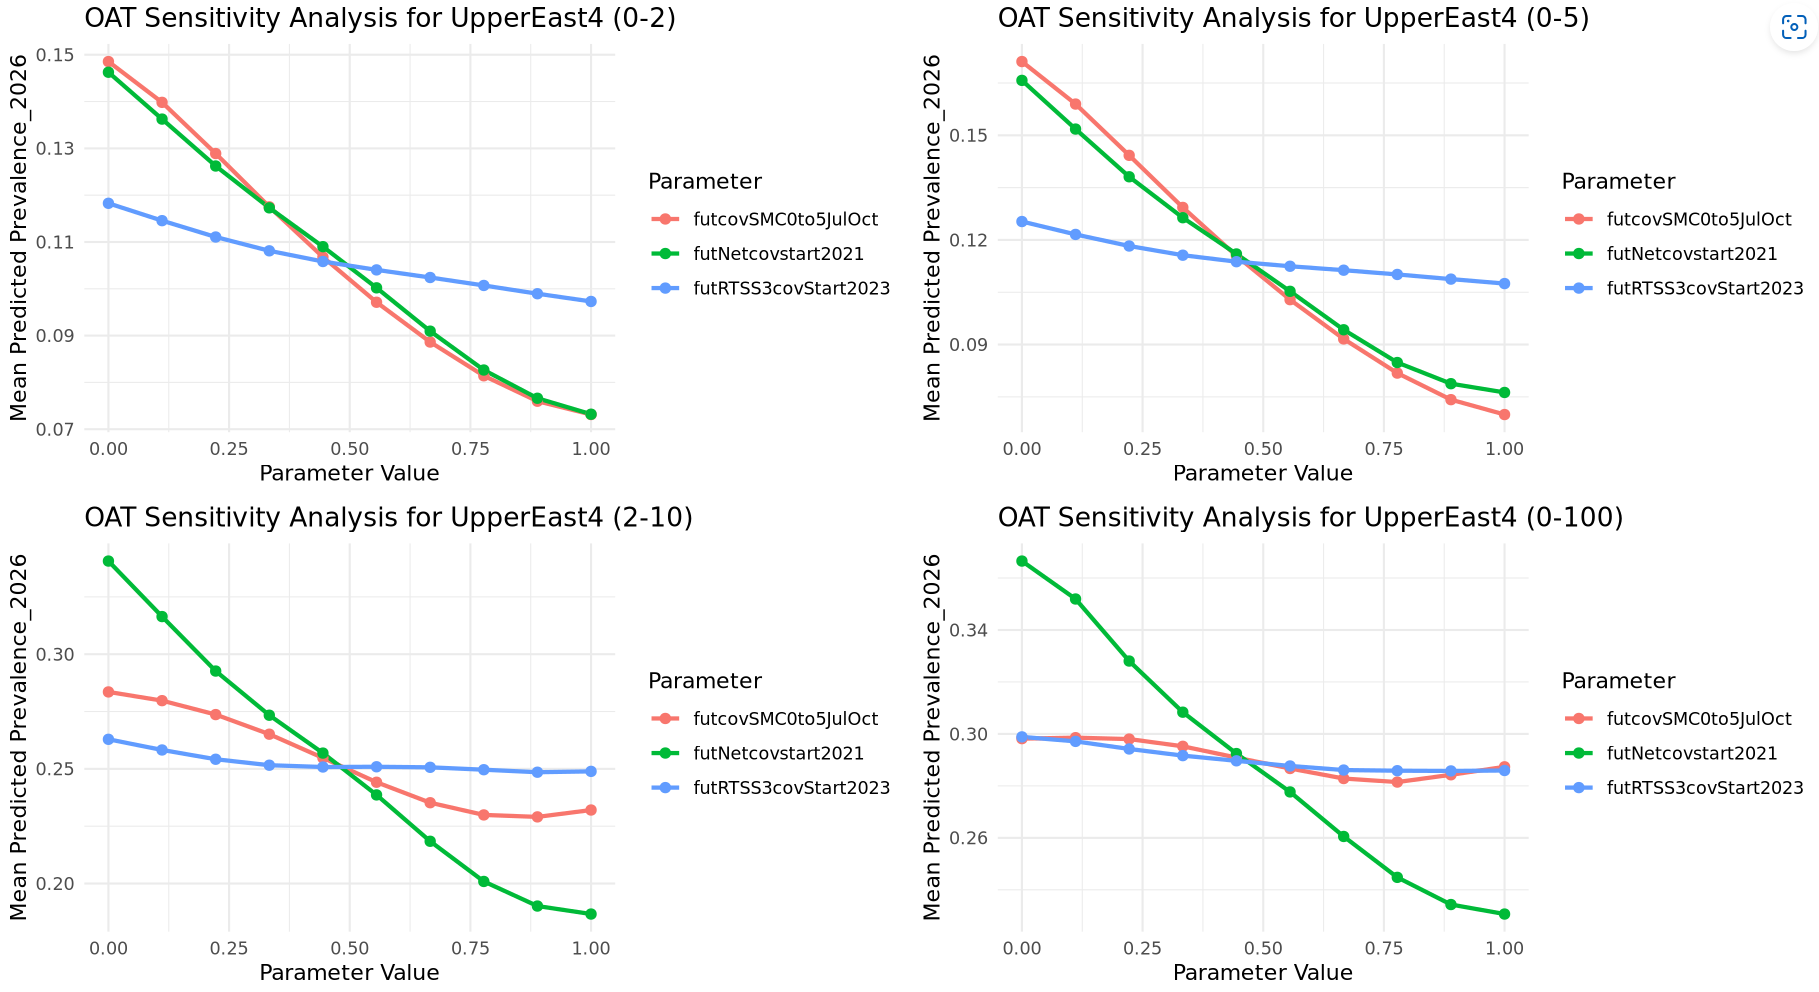 OAT Sensitivity Analysis for UpperEast4 (0-2)
Mean Predicted Prevalence_2026
0.15
0.13
0.11
0.09
0.07
0.00 0.25 0.50 0.75 1.00
Parameter Value
Parameter
futcovSMC0to5JulOct
futNetcovstart2021
futRTSS3covStart2023
OAT Sensitivity Analysis for UpperEast4 (0-5)
Mean Predicted Prevalence_2026
0.15
0.12
0.09
0.00 0.25 0.50 0.75 1.00
Parameter Value
Parameter
futcovSMC0to5JulOct
futNetcovstart2021
futRTSS3covStart2023
OAT Sensitivity Analysis for UpperEast4 (2-10)
Mean Predicted Prevalence_2026
0.30
0.25
0.20
0.00 0.25 0.50 0.75 1.00
Parameter Value
Parameter
futcovSMC0to5JulOct
futNetcovstart2021
futRTSS3covStart2023
OAT Sensitivity Analysis for UpperEast4 (0-100)
Mean Predicted Prevalence_2026
0.34
0.30
0.26
0.00 0.25 0.50 0.75 1.00
Parameter Value
Parameter
futcovSMC0to5JulOct
futNetcovstart2021
futRTSS3covStart2023